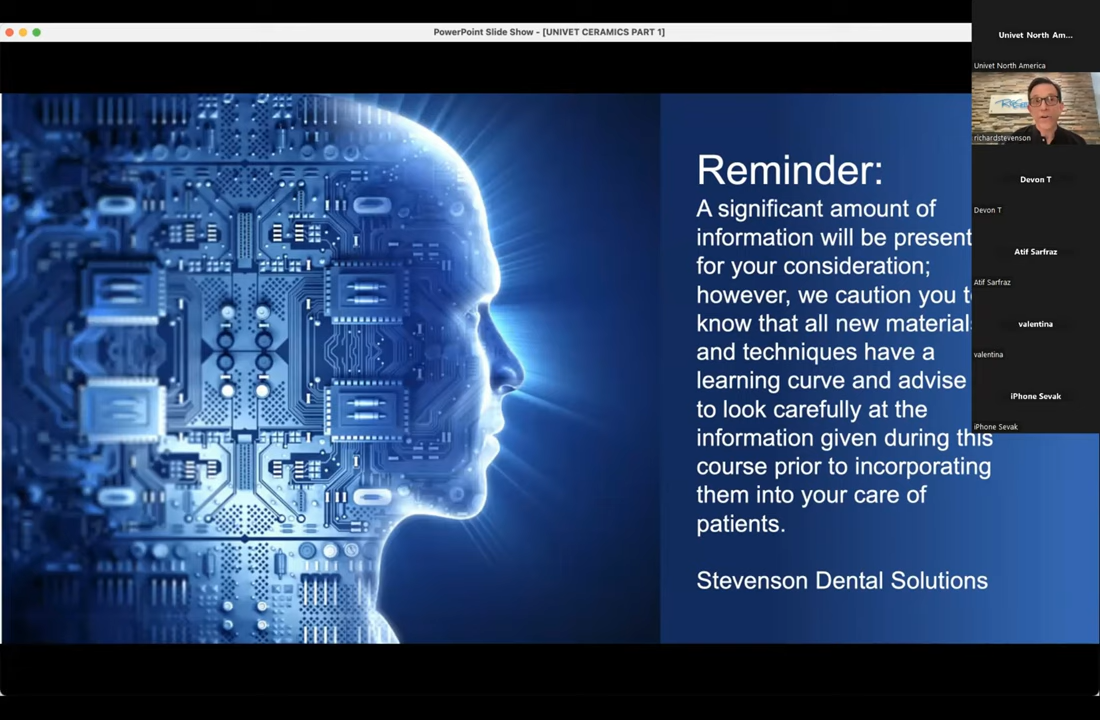 PowerPoint Slide Show - [UNIVET CERAMICS PART 1]
Reminder:
A significant amount of
information will be present
for your consideration;
however, we caution you t
know that all new material
and techniques have a
learning curve and advise
to look carefully at the
information given during this
course prior to incorporating
them into your care of
patients.
Stevenson Dental Solutions
Univet North Am...
Univet North America
richardstevenson
Devon T
Devon T
Atif Sarfraz
Atif Sarfraz
valentina
valentina
iPhone Sevak
iPhone Sevak